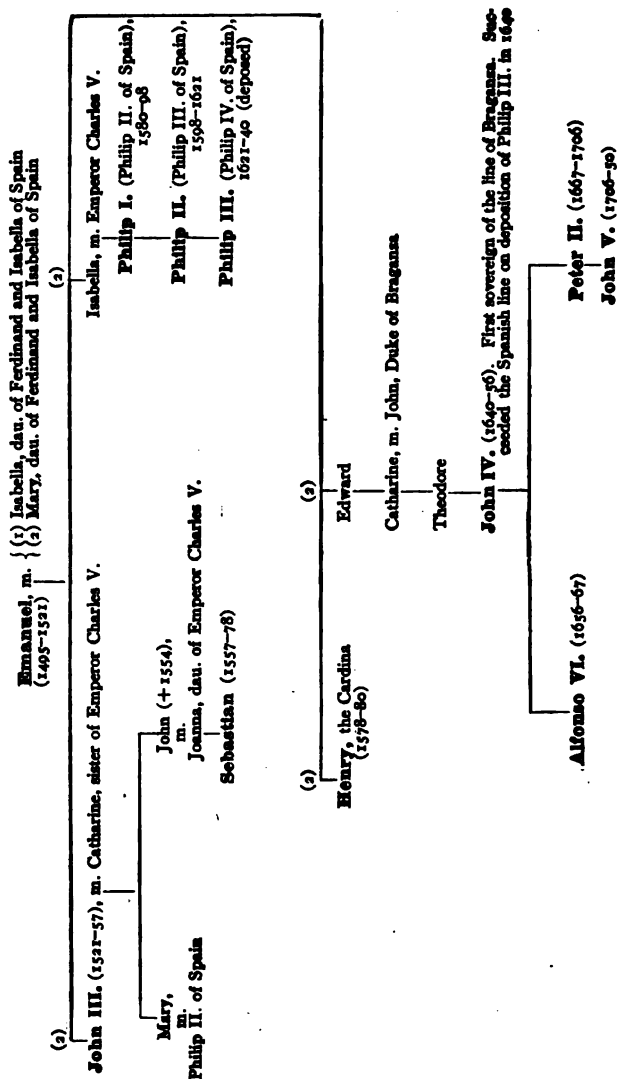 Emanuel, m. { (1) Isabella, dau. of Ferdinand and Isabella of Spain
(1495-1521) { (2) Mary, dau. of Ferdinand and Isabella of Spain
(2)
John III. (1521-57), m. Catharine, sister of Emperor Charles V.
Mary,
m.
Philip II. of Spain
John (+1554),
m.
Joanna, dau. of Emperor Charles V.
Sebastian (1557-78)
(2)
Isabella, m. Emperor Charles V.
Philip I. (Philip II. of Spain),
1580-98
Philip II. (Philip III. of Spain),
1598-1621
Philip III. (Philip IV. of Spain),
1621-40 (deposed)
(2)
Henry, the Cardina
(1578-80)
(2)
Edward
Catharine, m. John, Duke of Bragansa
Theodore
John IV. (1640-56). First sovereign of the line of Bragansa. Suc-
ceeded the Spanish line on deposition of Philip III. in 1640
Alfonso VI. (1656-67)
Peter II. (1667-1706)
John V. (1706-50)